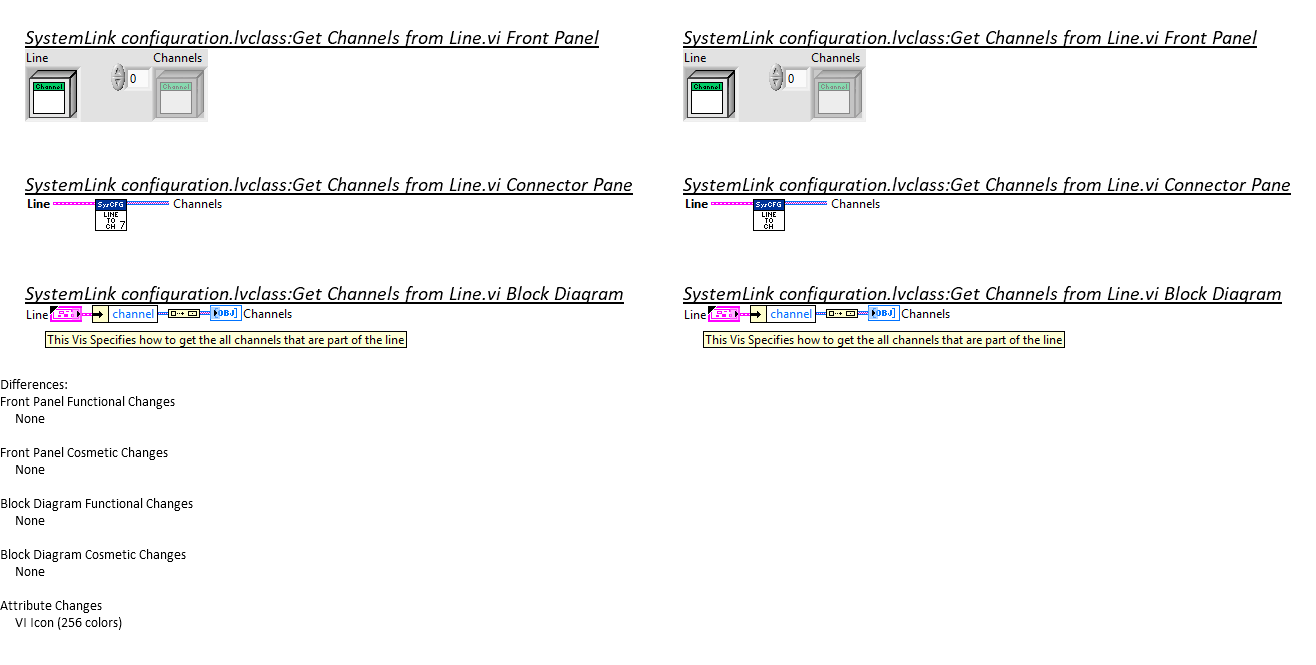 SystemLink configuration.lvclass:Get Channels from Line.vi Front Panel
Line
Channels
Channel
0
Channel
SystemLink configuration.lvclass:Get Channels from Line.vi Connector Pane
Line
SysCFG
LINE
TO
CH 7
Channels
SystemLink configuration.lvclass:Get Channels from Line.vi Block Diagram
Line
channel
OBJ
Channels
This Vis Specifies how to get the all channels that are part of the line
SystemLink configuration.lvclass:Get Channels from Line.vi Front Panel
Line
Channels
Channel
0
Channel
SystemLink configuration.lvclass:Get Channels from Line.vi Connector Pane
Line
SysCFG
LINE
TO
CH
Channels
SystemLink configuration.lvclass:Get Channels from Line.vi Block Diagram
Line
channel
OBJ
Channels
This Vis Specifies how to get the all channels that are part of the line
Differences:
Front Panel Functional Changes
None
Front Panel Cosmetic Changes
None
Block Diagram Functional Changes
None
Block Diagram Cosmetic Changes
None
Attribute Changes
VI Icon (256 colors)